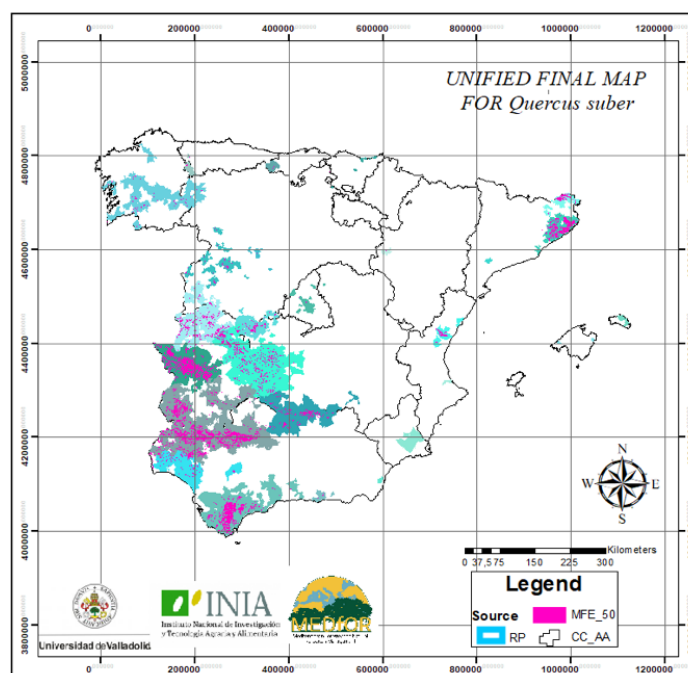 0 200000 400000 600000 800000 1000000 1200000
UNIFIED FINAL MAP
FOR Quercus suber
5000000
4800000
4600000
4400000
4200000
4000000
3800000
N
W E
S
Kilometers
0 37,5 75 150 225 300
Legend
Source
MFE_50
RP
CC_AA
INIA
Instituto Nacional de Investigación
y Tecnología Agraria y Alimentaria
MEDfOR
Universidad de Valladolid
0 200000 400000 600000 800000 1000000 1200000